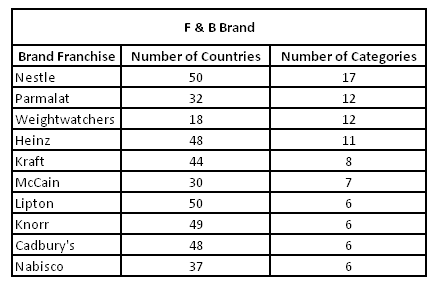 F & B Brand
Brand Franchise Number of Countries Number of Categories
Nestle 50 17
Parmalat 32 12
Weightwatchers 18 12
Heinz 48 11
Kraft 44 8
McCain 30 7
Lipton 50 6
Knorr 49 6
Cadbury's 48 6
Nabisco 37 6